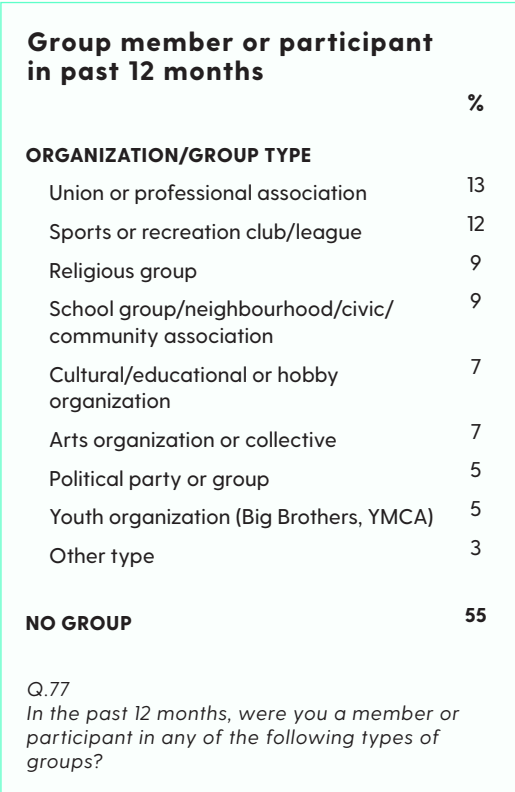 Group member or participant
in past 12 months
%
ORGANIZATION/GROUP TYPE
Union or professional association 13
Sports or recreation club/league 12
Religious group 9
School group/neighbourhood/civic/ 9
community association
Cultural/educational or hobby 7
organization
Arts organization or collective 7
Political party or group 5
Youth organization (Big Brothers, YMCA) 5
Other type 3
NO GROUP 55
Q.77
In the past 12 months, were you a member or
participant in any of the following types of
groups?